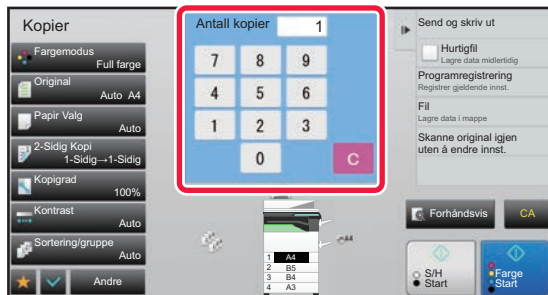 Kopier
Fargemodus
Full farge
Original
Auto A4
Papir Valg
Auto
2-Sidig Kopi
1-Sidig→1-Sidig
Kopigrad
100%
Kontrast
Auto
Sortering/gruppe
Auto
Andre
Antall kopier 1
7 8 9
4 5 6
1 2 3
0 C
1 A4
2 B5
3 B4
4 A3
A4
Send og skriv ut
Hurtigfil
Lagre data midlertidig
Programregistrering
Registrer gjeldende innst.
Fil
Lagre data i mappe
Skanne original igjen
uten å endre innst.
Forhåndsvis CA
S/H
Start
Farge
Start